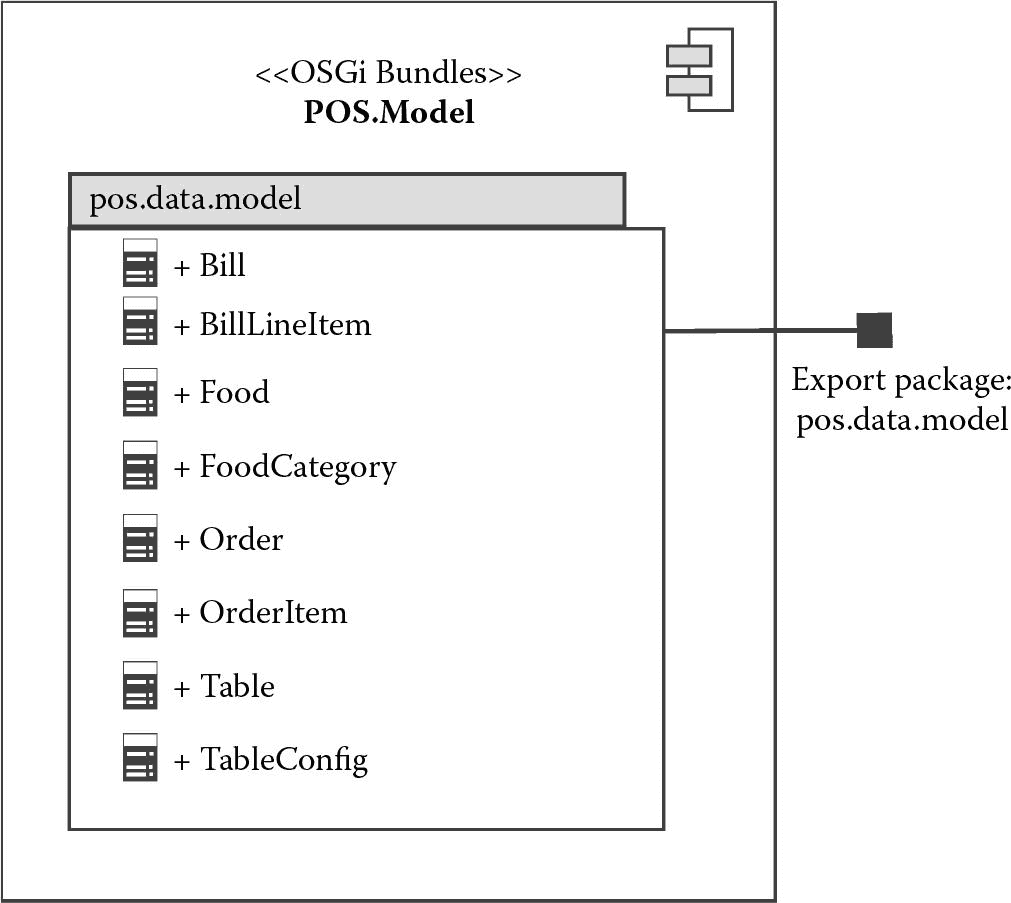 <<OSGi Bundles>>
POS.Model
pos.data.model
+ Bill
+ BillLineItem
+ Food
+ FoodCategory
+ Order
+ OrderItem
+ Table
+ TableConfig
Export package:
pos.data.model